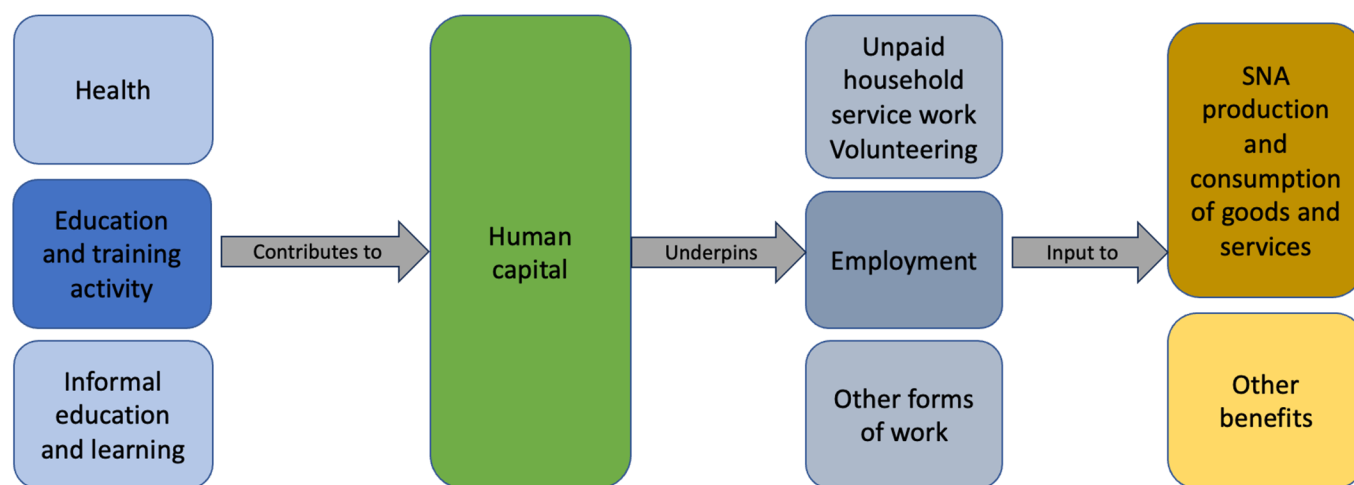 Health
Education
and training
activity
Informal
education
and learning
Contributes to
Human
capital
Underpins
Unpaid
household
service work
Volunteering
Employment
Other forms
of work
Input to
SNA
production
and
consumption
of goods and
services
Other
benefits